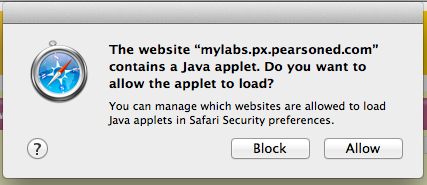 The website “mylabs.px.pearsoned.com”
contains a Java applet. Do you want to
allow the applet to load?
You can manage which websites are allowed to load
Java applets in Safari Security preferences.
?
Block
Allow